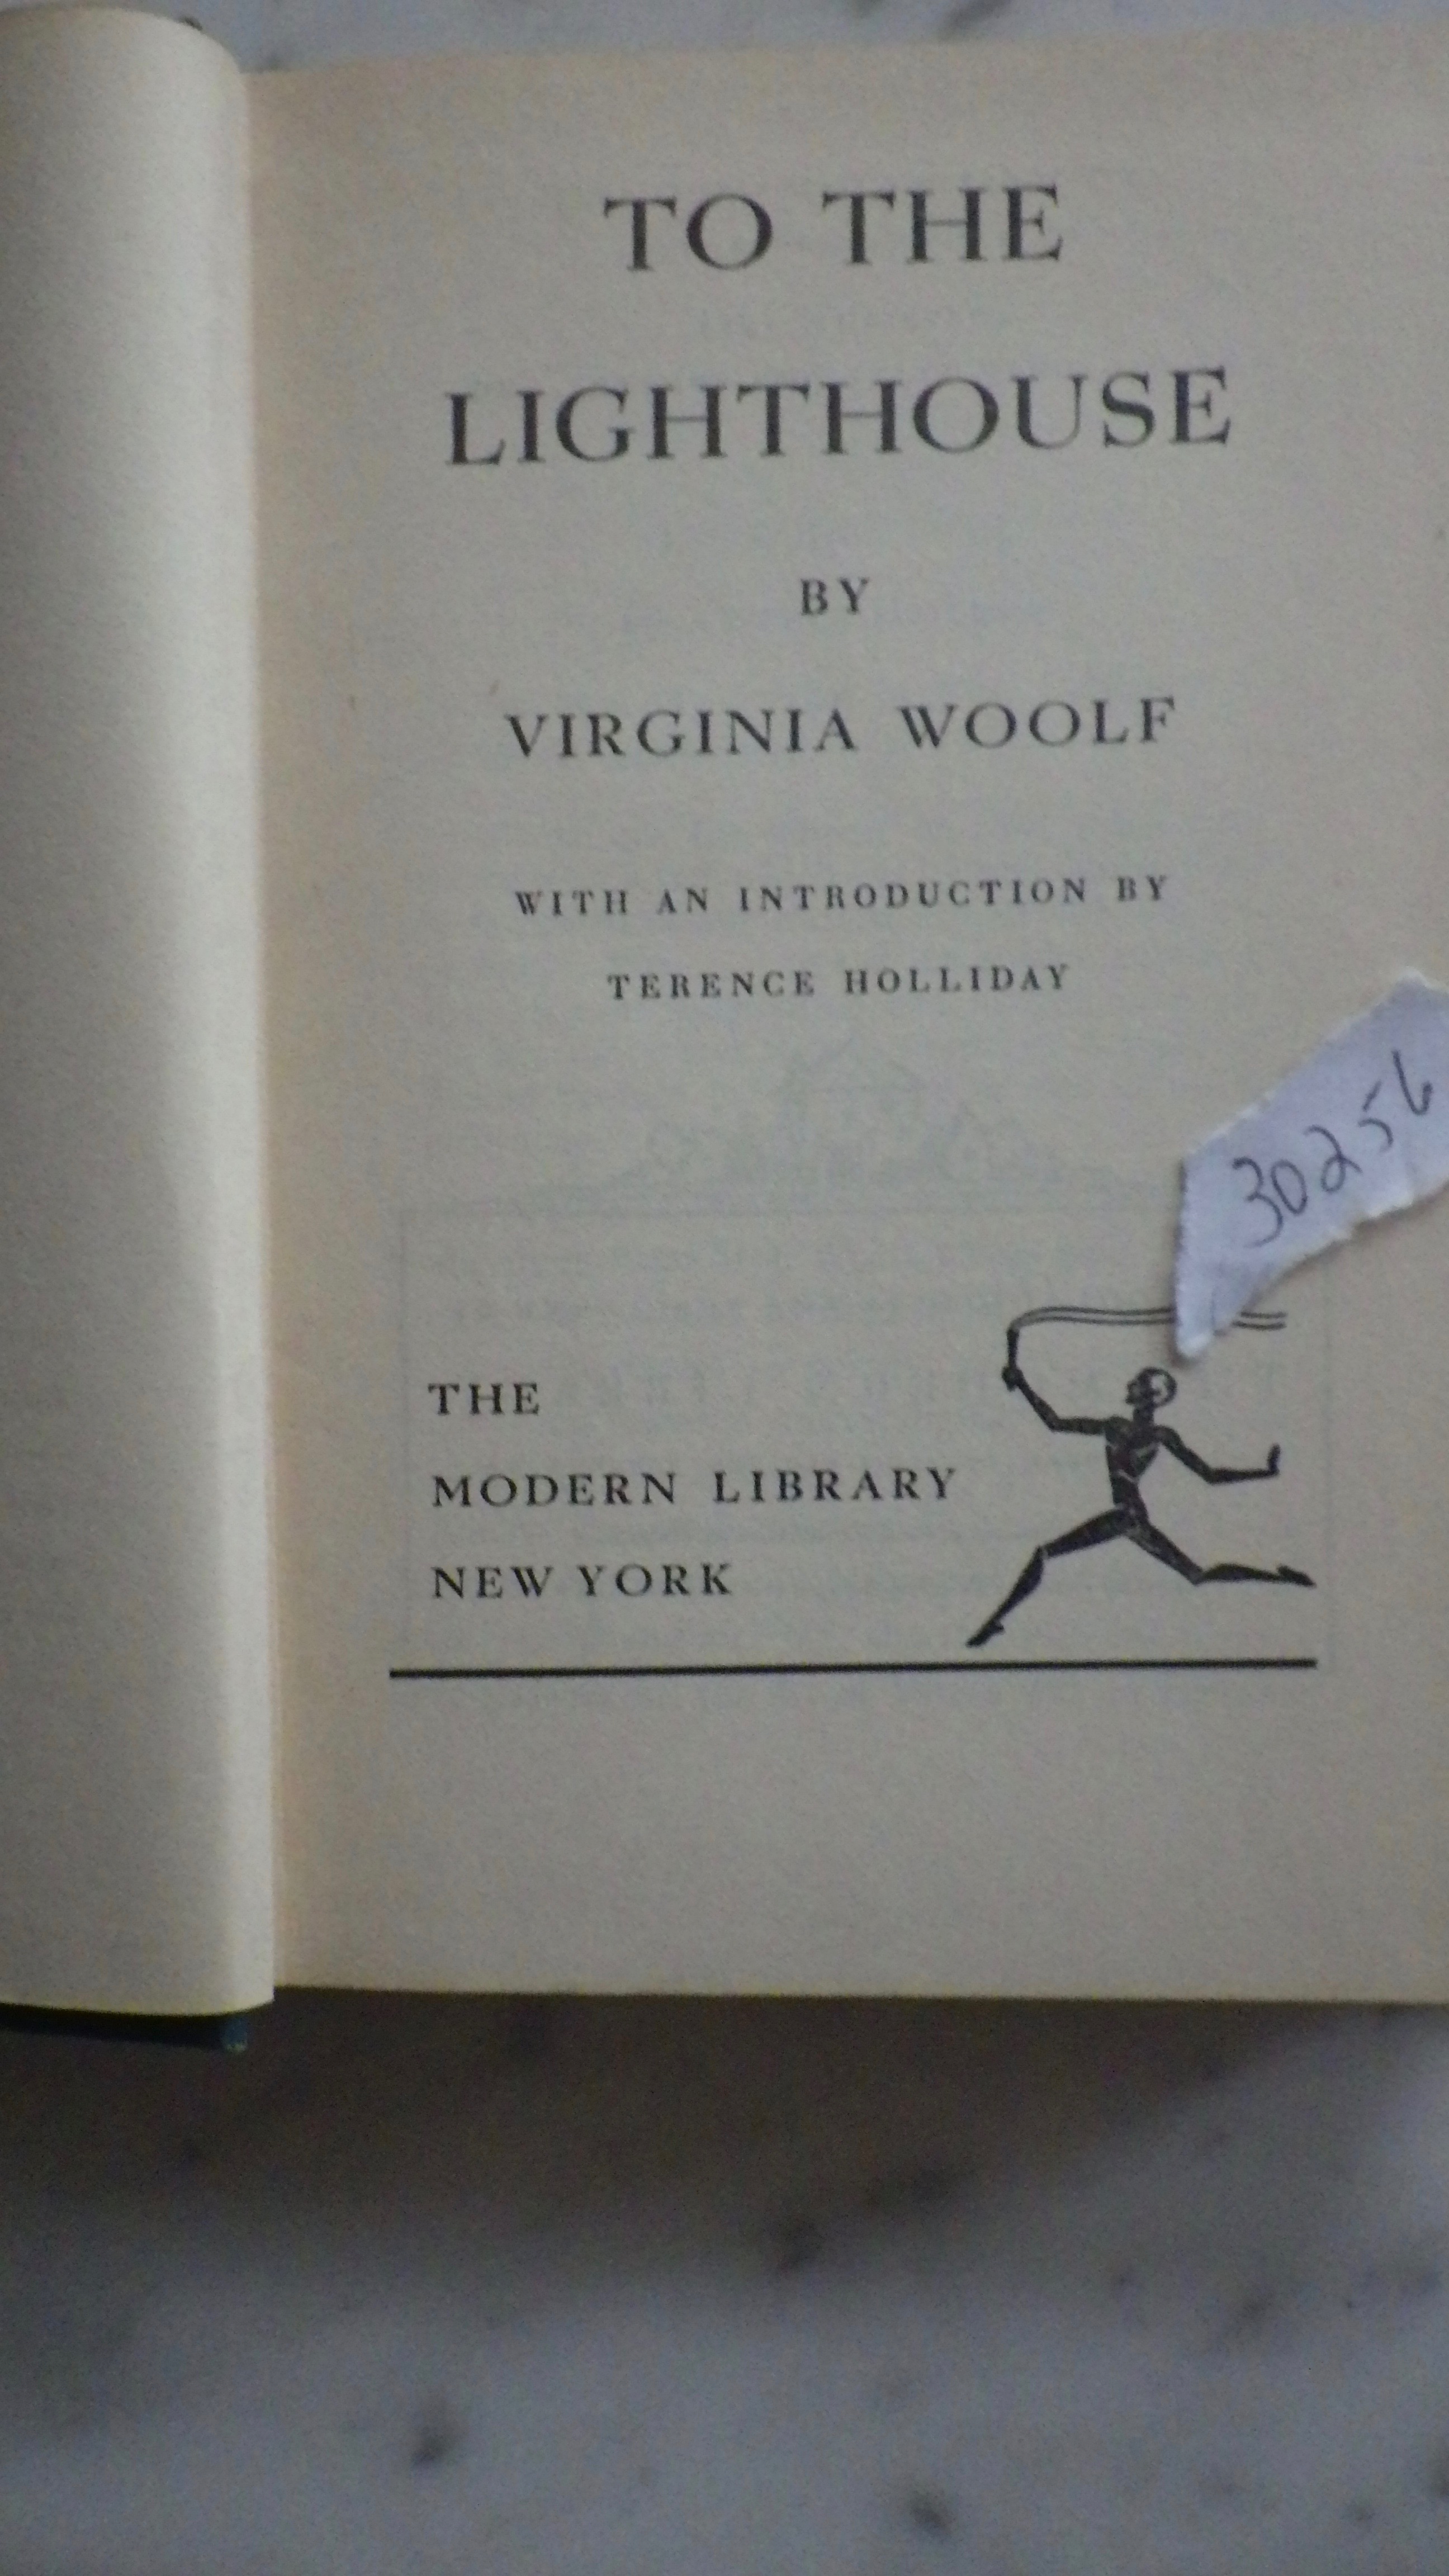 TO THE
LIGHTHOUSE
BY
VIRGINIA WOOLF
WITH AN INTRODUCTION BY
TERENCE HOLLIDAY
30256
THE
MODERN LIBRARY
NEW YORK